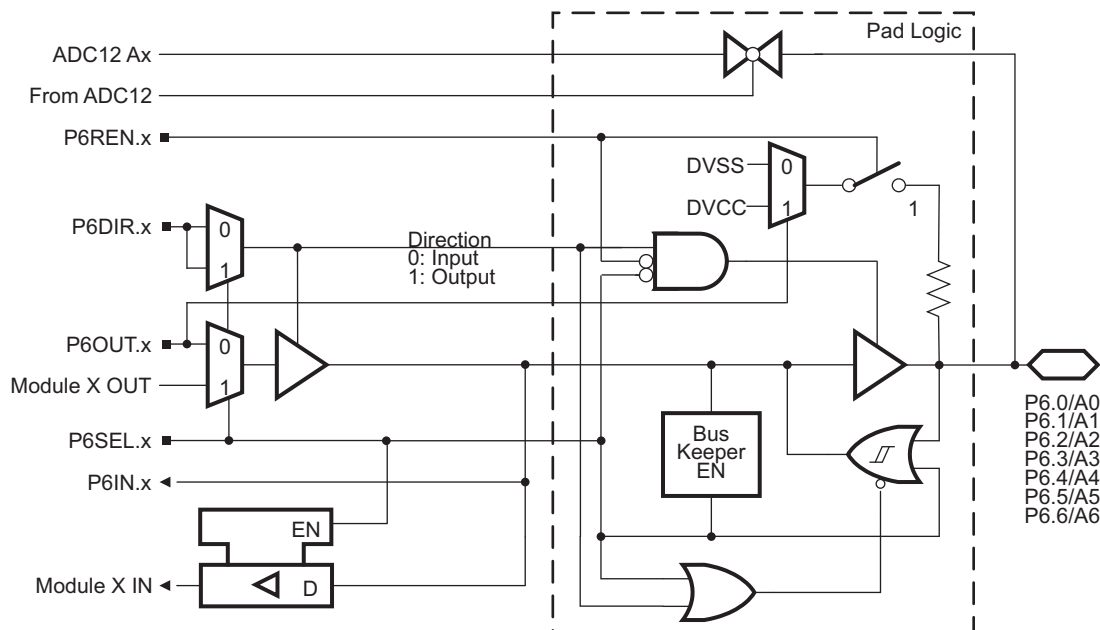 Pad Logic
ADC12 Ax
From ADC12
P6REN.x
DVSS
0
DVCC
1
1
P6DIR.x
0
1
Direction
0: Input
1: Output
P6OUT.x
0
Module X OUT
1
P6SEL.x
P6IN.x
Bus
Keeper
EN
P6.0/A0
P6.1/A1
P6.2/A2
P6.3/A3
P6.4/A4
P6.5/A5
P6.6/A6
EN
Module X IN
D